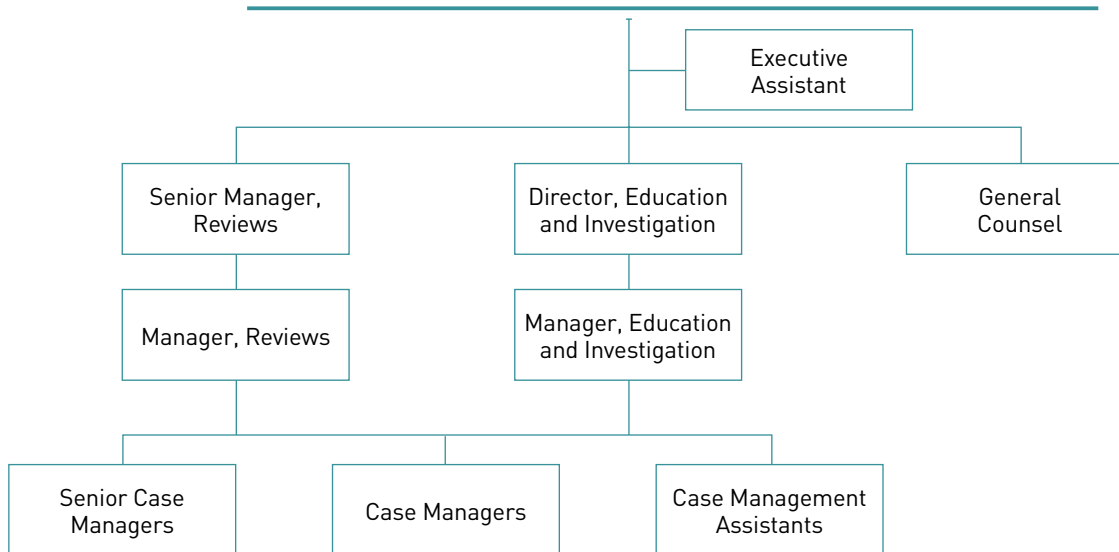 Executive
Assistant
Senior Manager,
Reviews
Director, Education
and Investigation
General
Counsel
Manager, Reviews
Manager, Education
and Investigation
Senior Case
Managers
Case Managers
Case Management
Assistants